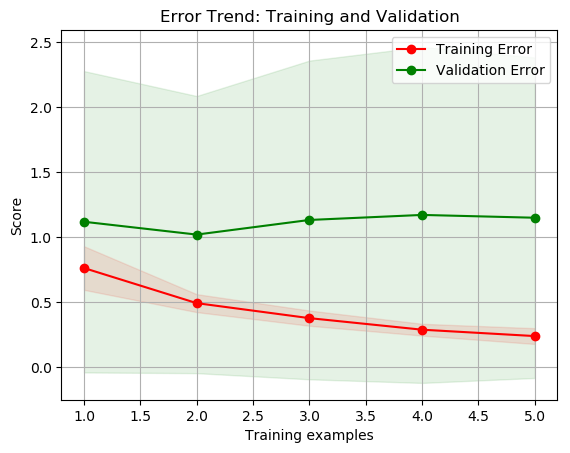 Error Trend: Training and Validation
Training Error
Validation Error
Score
2.5
2.0
1.5
1.0
0.5
0.0
1.0 1.5 2.0 2.5 3.0 3.5 4.0 4.5 5.0
Training examples